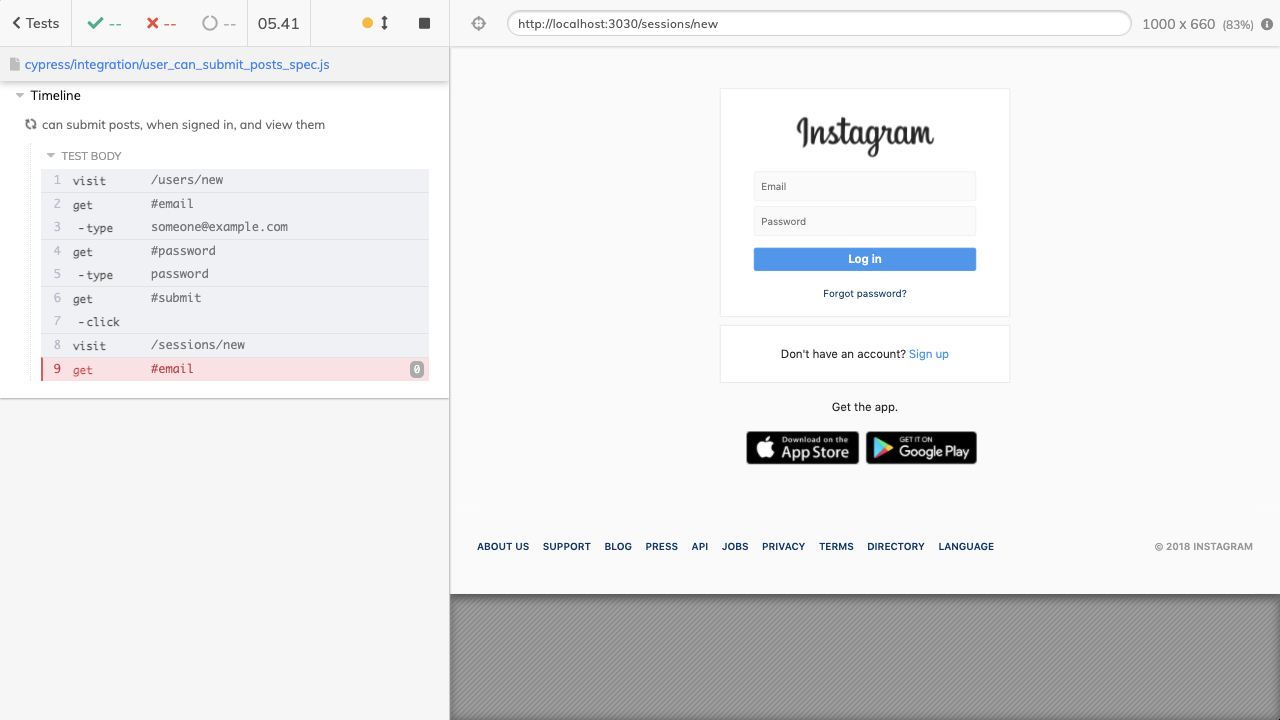 Tests
--
--
--
05.41
http://localhost:3030/sessions/new
1000 x 660 (83%)
cypress/integration/user_can_submit_posts_spec.js
Timeline
can submit posts, when signed in, and view them
TEST BODY
1 visit /users/new
2 get #email
3 -type someone@example.com
4 get #password
5 -type password
6 get #submit
7 -click
8 visit /sessions/new
9 get #email 0
Instagram
Email
Password
Log in
Forgot password?
Don't have an account? Sign up
Get the app.
Download on the
App Store
GET IT ON
Google Play
ABOUT US SUPPORT BLOG PRESS API JOBS PRIVACY TERMS DIRECTORY LANGUAGE
© 2018 INSTAGRAM